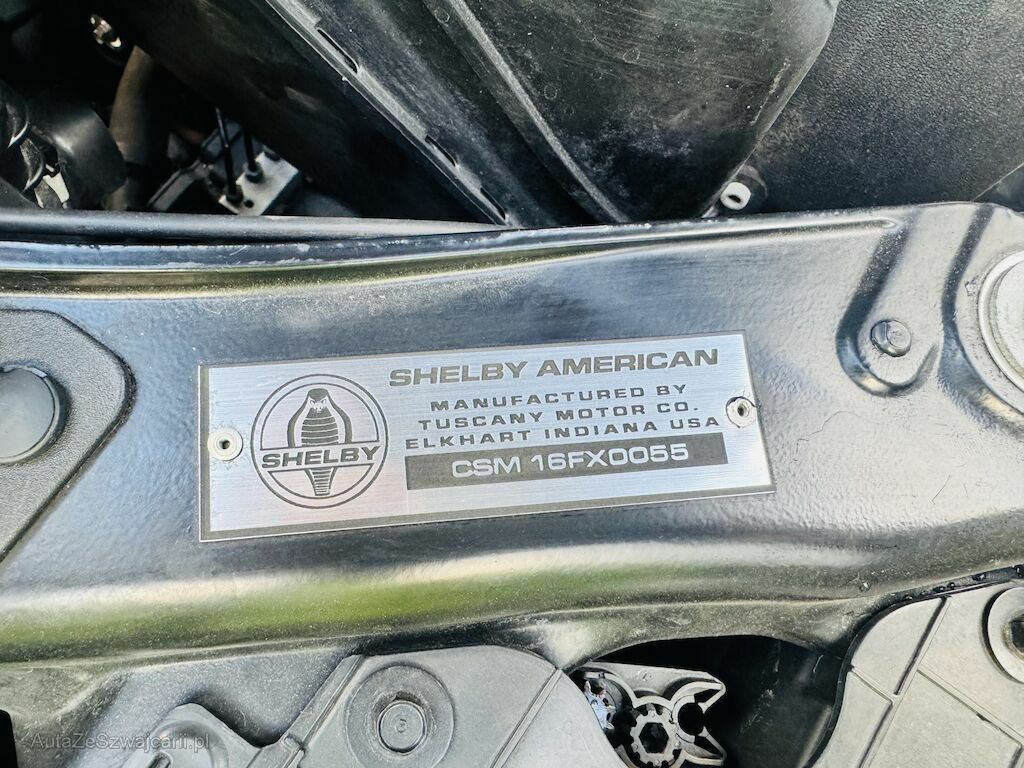 SHELBY AMERICAN
MANUFACTURED BY
TUSCANY MOTOR CO.
ELKHART INDIANA USA
CSM 16FX0055
SHELBY
AutaZeSzwajcarii.pl